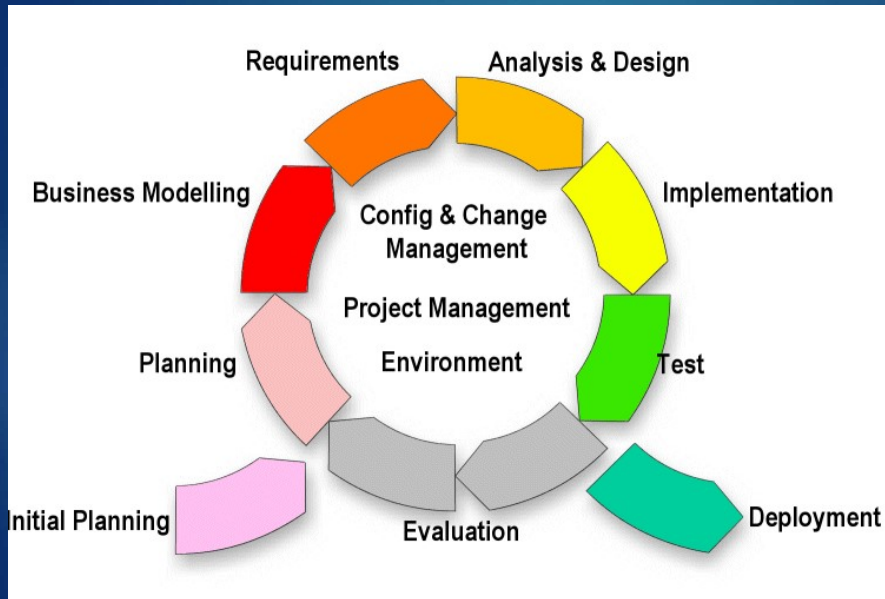 Requirements
Analysis & Design
Business Modelling
Implementation
Config & Change
Management
Project Management
Planning
Environment
Test
Initial Planning
Evaluation
Deployment